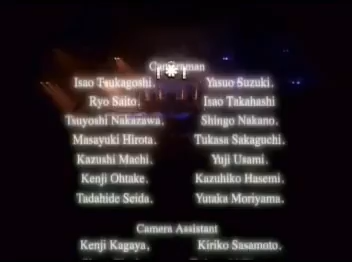 Cameraman
Isao Tsukagoshi. Yasuo Suzuki.
Ryo Saito. Isao Takahashi
Tsuyoshi Nakazawa. Shingo Nakano.
Masayuki Hirota. Tukasa Sakaguchi.
Kazushi Machi. Yuji Usami.
Kenji Ohtake. Kazuhiko Hasemi.
Tadahide Seida. Yutaka Moriyama.
Camera Assistant
Kenji Kagaya. Kiriko Sasamoto.